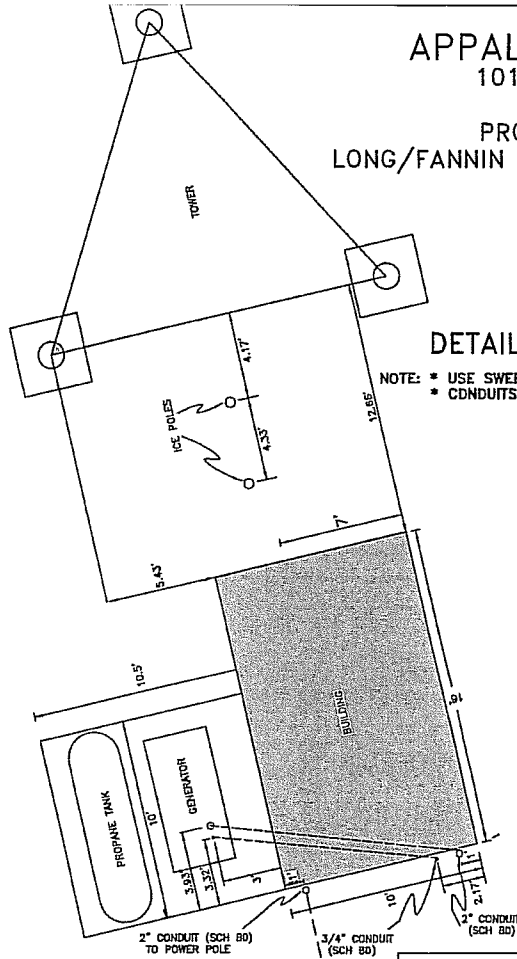 APPAL
101
PRO
LONG/FANNIN
TOWER
DETAIL
NOTE: * USE SWEE
* CONDUITS
ICE POLES
4.17'
4.33'
12.66'
7'
5.43'
10.5'
BUILDING
16'
PROPANE TANK
10'
GENERATOR
3.93'
3.32'
3'
1'
10'
1'
2.17'
2" CONDUIT (SCH 80)
TO POWER POLE
3/4" CONDUIT
(SCH 80)
2" CONDUIT
(SCH 80)